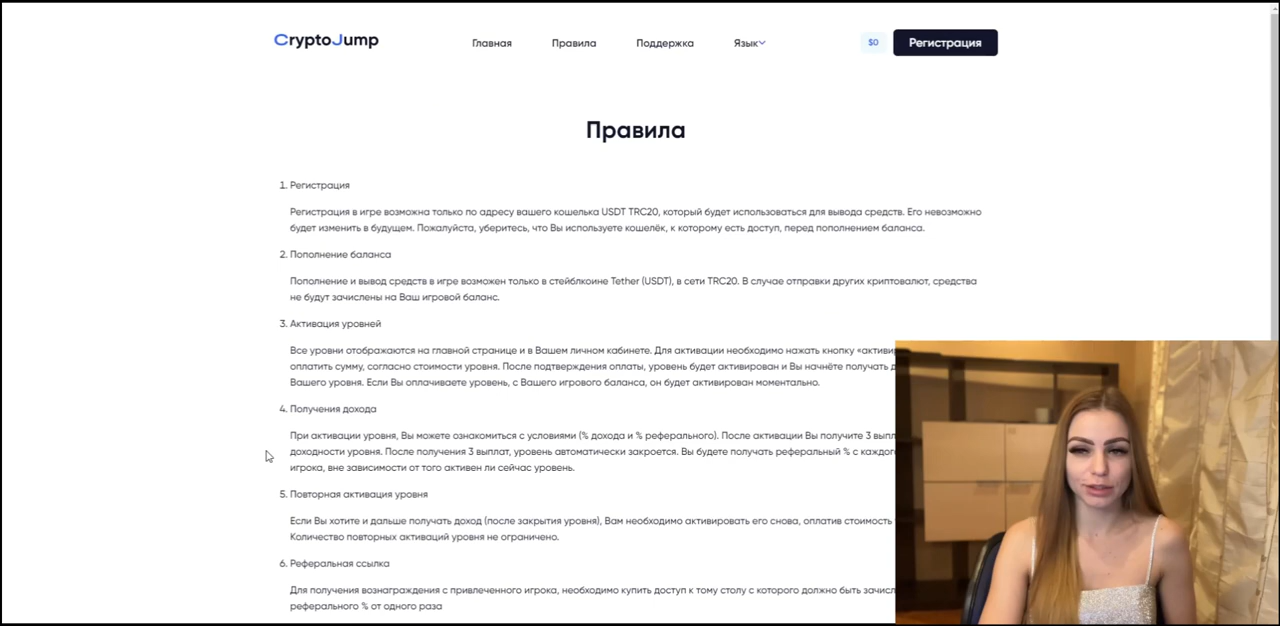 CryptoJump
Главная
Правила
Поддержка
Язык
$0
Регистрация
Правила
1. Регистрация
Регистрация в игре возможна только по адресу вашего кошелька USDT TRC20, который будет использоваться для вывода средств. Его невозможно
будет изменить в будущем. Пожалуйста, уберитесь, что Вы используете кошелёк, к которому есть доступ, перед пополнением баланса.
2. Пополнение баланса
Пополнение и вывод средств в игре возможен только в стейблкоине Tether (USDT), в сети TRC20. В случае отправки других криптовалют, средства
не будут зачислены на Ваш игровой баланс.
3. Активация уровней
Все уровни отображаются на главной странице и в Вашем личном кабинете. Для активации необходимо нажать кнопку «активи
оплатить сумму, согласно стоимости уровня. После подтверждения оплаты, уровень будет активирован и Вы начнёте получать д
Вашего уровня. Если Вы оплачиваете уровень, с Вашего игрового баланса, он будет активирован моментально.
4. Получения дохода
При активации уровня, Вы можете ознакомиться с условиями (% дохода и % реферального). После активации Вы получите 3 выпл
доходности уровня. После получения 3 выплат, уровень автоматически закроется. Вы будете получать реферальный % с каждог
игрока, вне зависимости от того активен ли сейчас уровень.
5. Повторная активация уровня
Если Вы хотите и дальше получать доход (после закрытия уровня), Вам необходимо активировать его снова, оплатив стоимость
Количество повторных активаций уровня не ограничено.
6. Реферальная ссылка
Для получения вознаграждения с привлеченного игрока, необходимо купить доступ к тому столу с которого должно быть зачисл
реферального % от одного раза